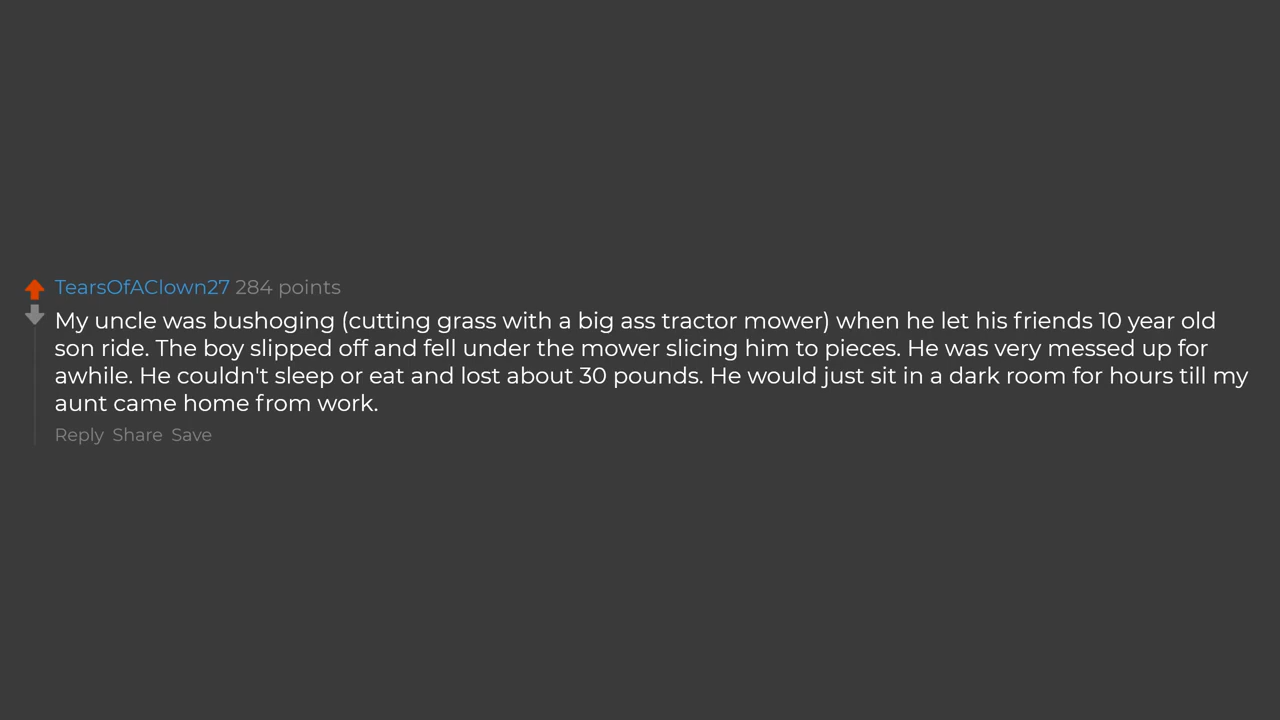 TearsOfAClown27 284 points
My uncle was bushoging (cutting grass with a big ass tractor mower) when he let his friends 10 year old
son ride. The boy slipped off and fell under the mower slicing him to pieces. He was very messed up for
awhile. He couldn't sleep or eat and lost about 30 pounds. He would just sit in a dark room for hours till my
aunt came home from work.
Reply Share Save